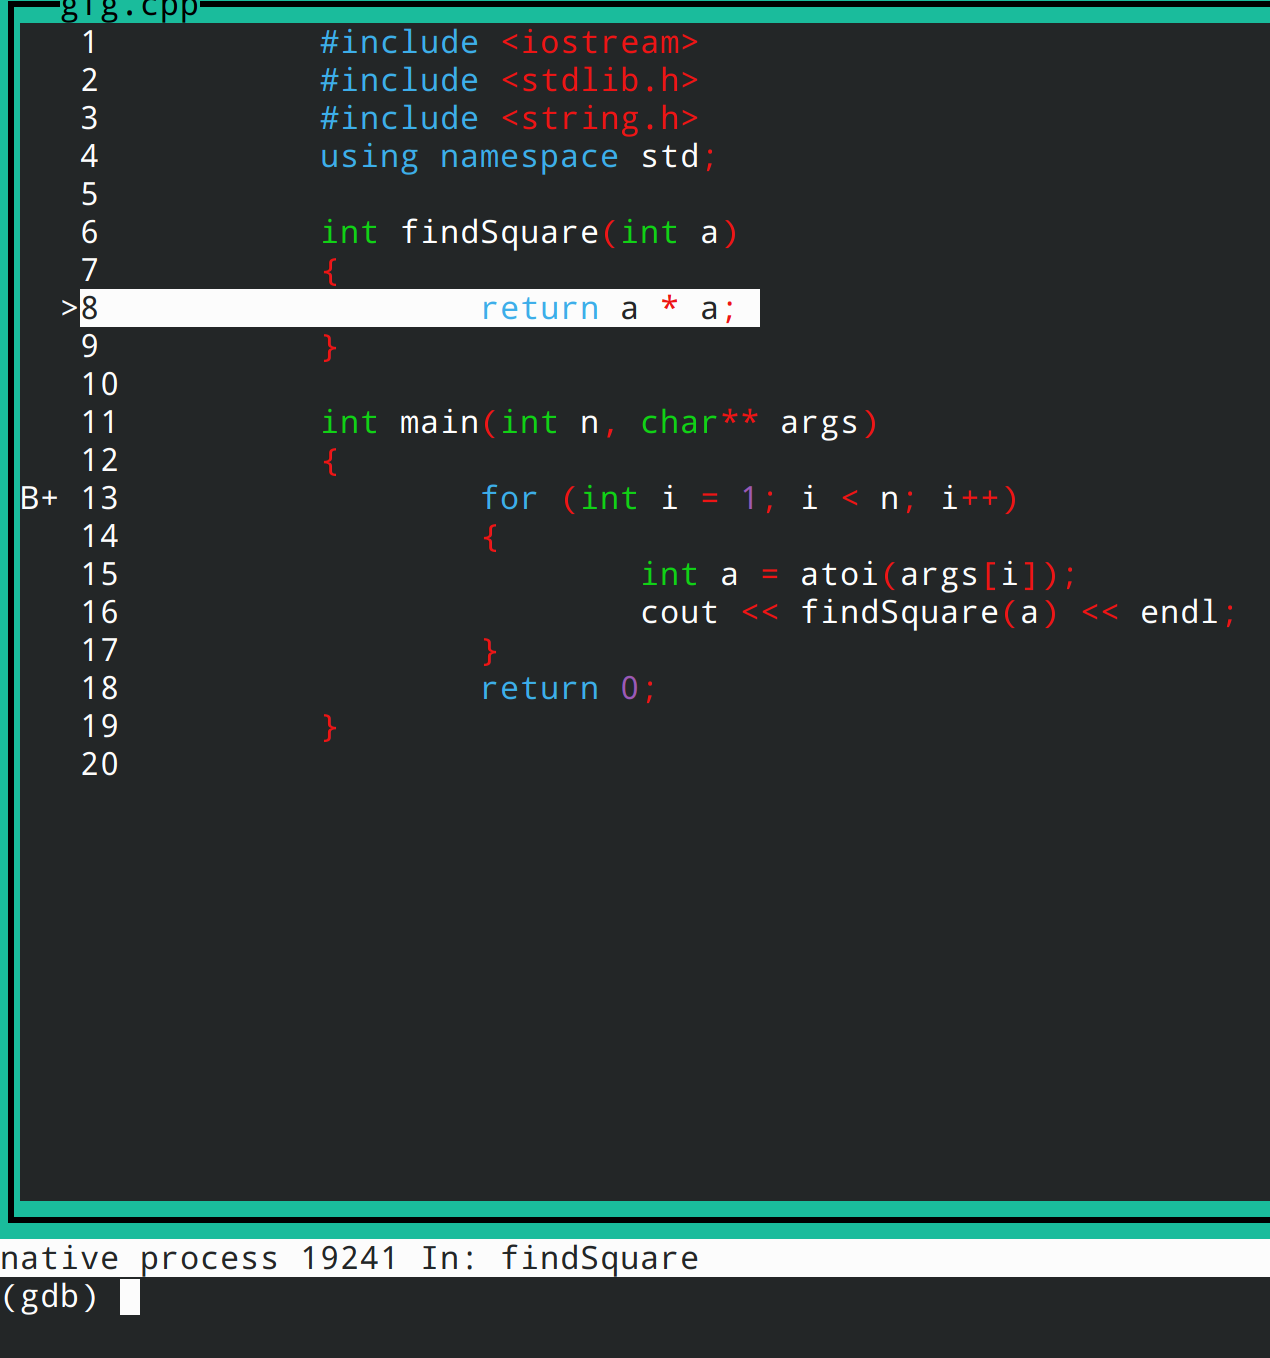 gfg.cpp
1 #include <iostream>
2 #include <stdlib.h>
3 #include <string.h>
4 using namespace std;
5
6 int findSquare(int a)
7 {
>8 return a * a;
9 }
10
11 int main(int n, char** args)
12 {
B+ 13 for (int i = 1; i < n; i++)
14 {
15 int a = atoi(args[i]);
16 cout << findSquare(a) << endl;
17 }
18 return 0;
19 }
20
native process 19241 In: findSquare
(gdb)